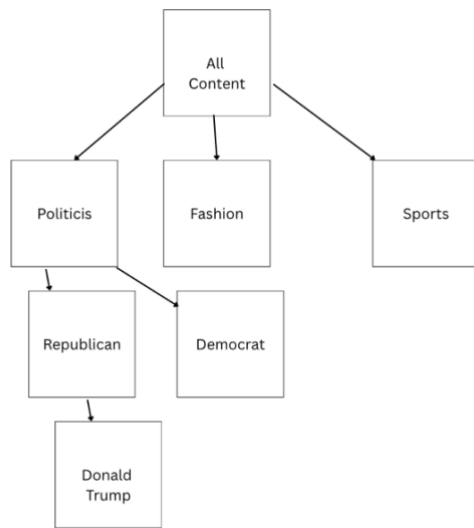 All
Content
Politicis
Fashion
Sports
Republican
Democrat
Donald
Trump